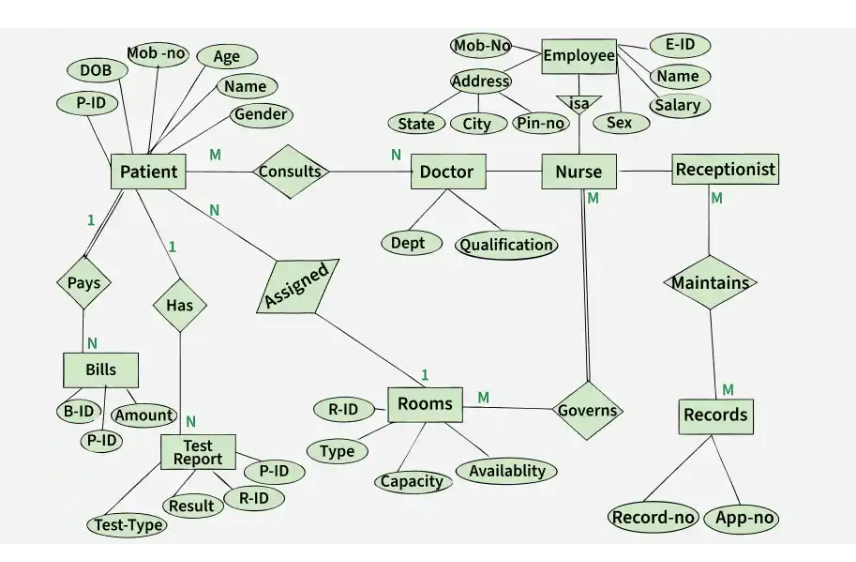 Mob -no
Age
DOB
P-ID
Name
Gender
Mob-No
Employee
E-ID
Address
Name
isa
Salary
State
City
Pin-no
Sex
Patient
M
Consults
N
Doctor
Nurse
Receptionist
M
M
1
N
1
Dept
Qualification
Pays
Has
Assigned
Maintains
N
Bills
1
M
M
B-ID
Amount
P-ID
R-ID
Rooms
Governs
Records
N
Test
Report
Type
Capacity
Availablity
P-ID
R-ID
Result
Test-Type
Record-no
App-no